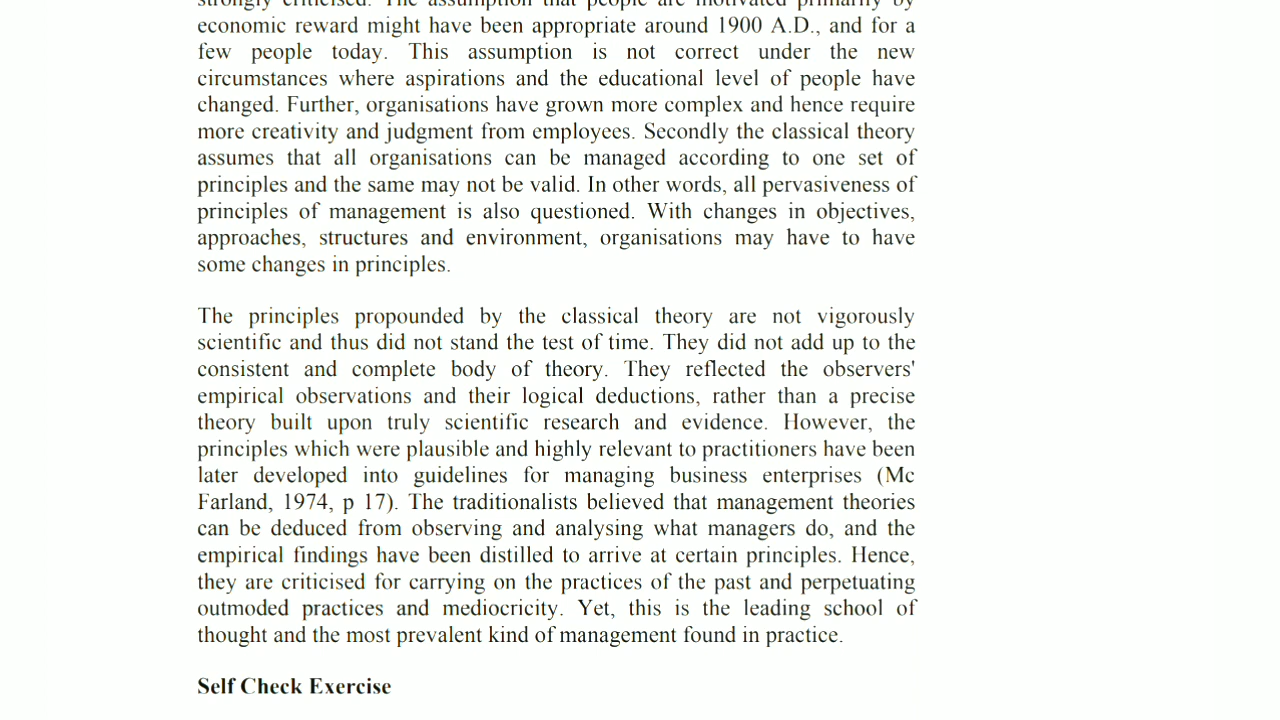 strongly criticised. The assumption that people are motivated primarily by
economic reward might have been appropriate around 1900 A.D., and for a
few people today. This assumption is not correct under the new
circumstances where aspirations and the educational level of people have
changed. Further, organisations have grown more complex and hence require
more creativity and judgment from employees. Secondly the classical theory
assumes that all organisations can be managed according to one set of
principles and the same may not be valid. In other words, all pervasiveness of
principles of management is also questioned. With changes in objectives,
approaches, structures and environment, organisations may have to have
some changes in principles.
The principles propounded by the classical theory are not vigorously
scientific and thus did not stand the test of time. They did not add up to the
consistent and complete body of theory. They reflected the observers'
empirical observations and their logical deductions, rather than a precise
theory built upon truly scientific research and evidence. However, the
principles which were plausible and highly relevant to practitioners have been
later developed into guidelines for managing business enterprises (Mc
Farland, 1974, p 17). The traditionalists believed that management theories
can be deduced from observing and analysing what managers do, and the
empirical findings have been distilled to arrive at certain principles. Hence,
they are criticised for carrying on the practices of the past and perpetuating
outmoded practices and mediocricity. Yet, this is the leading school of
thought and the most prevalent kind of management found in practice.
Self Check Exercise